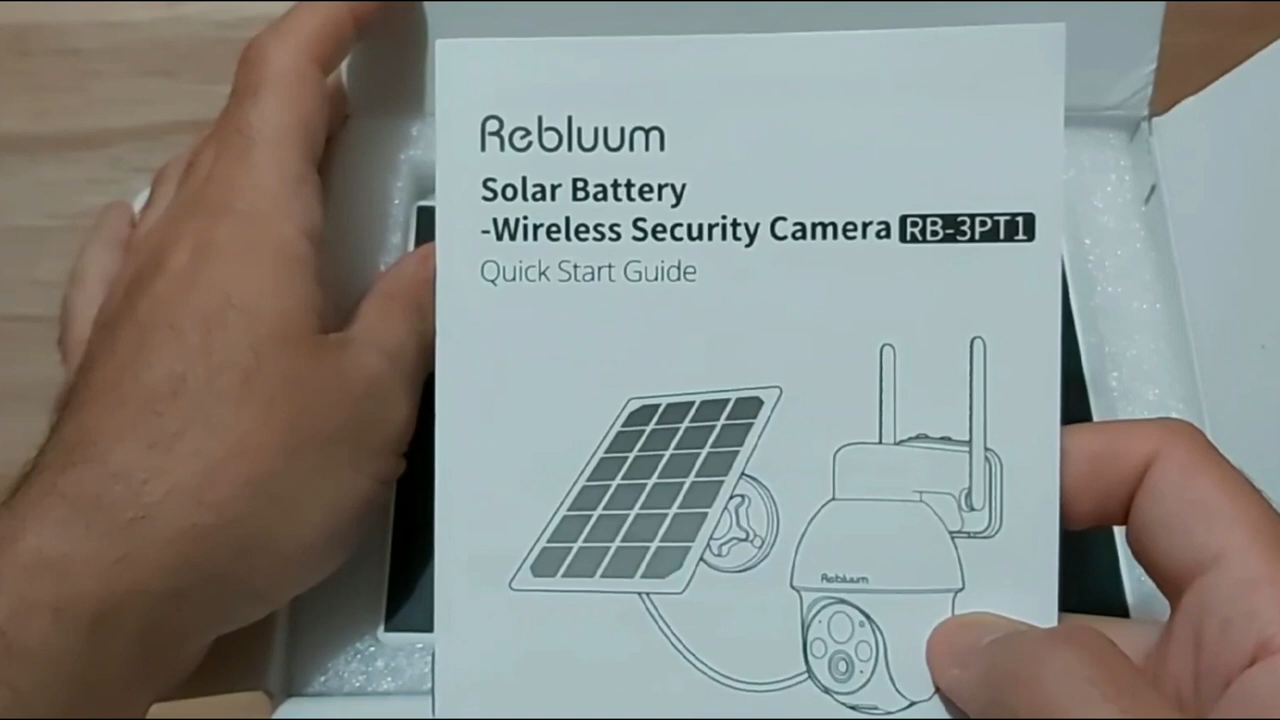 Rebluum
Solar Battery
-Wireless Security Camera RB-3PT1
Quick Start Guide
Rebluum